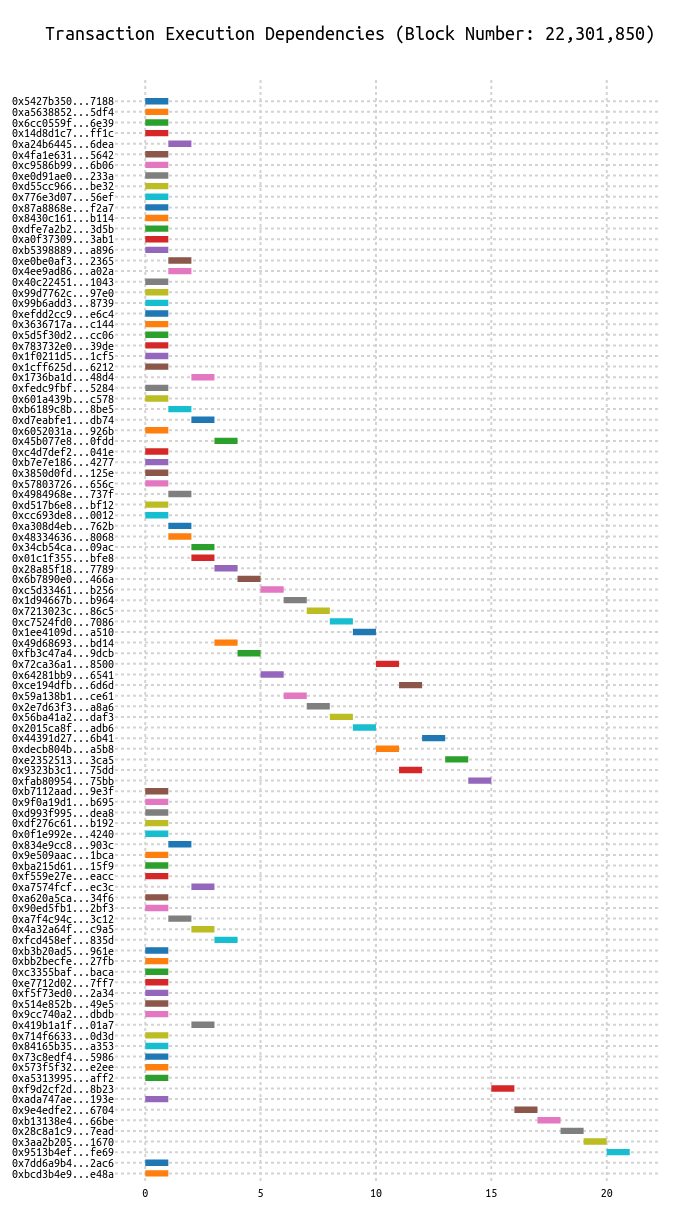 Transaction Execution Dependencies (Block Number: 22,301,850)
0x5427b350...7188
0xa5638852...5df4
0x6cc0559f...6e39
0x14d8d1c7...ff1c
0xa24b6445...6dea
0x4fa1e631...5642
0xc9586b99...6b06
0xe0d91ae0...233a
0xd55cc966...be32
0x776e3d07...56ef
0x87a8868e...f2a7
0x8430c161...b114
0xdfe7a2b2...3d5b
0xa0f37309...3ab1
0xb5398889...a896
0xe0be0af3...2365
0x4ee9ad86...a02a
0x40c22451...1043
0x99d7762c...97e0
0x99b6add3...8739
0xefdd2cc9...e6c4
0x3636717a...c144
0x5d5f30d2...cc06
0x783732e0...39de
0x1f0211d5...1cf5
0x1cff625d...6212
0x1736ba1d...48d4
0xfedc9fbf...5284
0x601a439b...c578
0xb6189c8b...8be5
0xd7eabfe1...db74
0x6052031a...926b
0x45b077e8...0fdd
0xc4d7def2...041e
0xb7e7e186...4277
0x3850d0fd...125e
0x57803726...656c
0x4984968e...737f
0xd517b6e8...bf12
0xcc693de8...0012
0xa308d4eb...762b
0x48334636...8068
0x34cb54ca...09ac
0x01c1f355...bfe8
0x28a85f18...7789
0x6b7890e0...466a
0xc5d33461...b256
0x1d94667b...b964
0x7213023c...86c5
0xc7524fd0...7086
0x1ee4109d...a510
0x49d68693...bd14
0xfb3c47a4...9dcb
0x72ca36a1...8500
0x64281bb9...6541
0xce194dfb...6d6d
0x59a138b1...ce61
0x2e7d63f3...a8a6
0x56ba41a2...daf3
0x2015ca8f...adb6
0x44391d27...6b41
0xdecb804b...a5b8
0xe2352513...3ca5
0x9323b3c1...75dd
0xfab80954...75bb
0xb7112aad...9e3f
0x9f0a19d1...b695
0xd993f995...dea8
0xdf276c61...b192
0x0f1e992e...4240
0x834e9cc8...903c
0x9e509aac...1bca
0xba215d61...15f9
0xf559e27e...eacc
0xa7574fcf...ec3c
0xa620a5ca...34f6
0x90ed5fb1...2bf3
0xa7f4c94c...3c12
0x4a32a64f...c9a5
0xfcd458ef...835d
0xb3b20ad5...961e
0xbb2becfe...27fb
0xc3355baf...baca
0xe7712d02...7ff7
0xf5f73ed0...2a34
0x514e852b...49e5
0x9cc740a2...dbdb
0x419b1a1f...01a7
0x714f6633...0d3d
0x84165b35...a353
0x73c8edf4...5986
0x573f5f32...e2ee
0xa5313995...aff2
0xf9d2cf2d...8b23
0xada747ae...193e
0x9e4edfe2...6704
0xb13138e4...66be
0x28c8a1c9...7ead
0x3aa2b205...1670
0x9513b4ef...fe69
0x7dd6a9b4...2ac6
0xbcd3b4e9...e48a
0 5 10 15 20